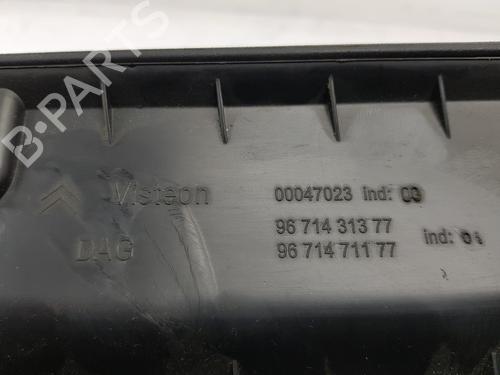 B-PARTS
Visteon 00047023 ind: 03
96 714 313 77
DAG ind: 01
96 714 711 77